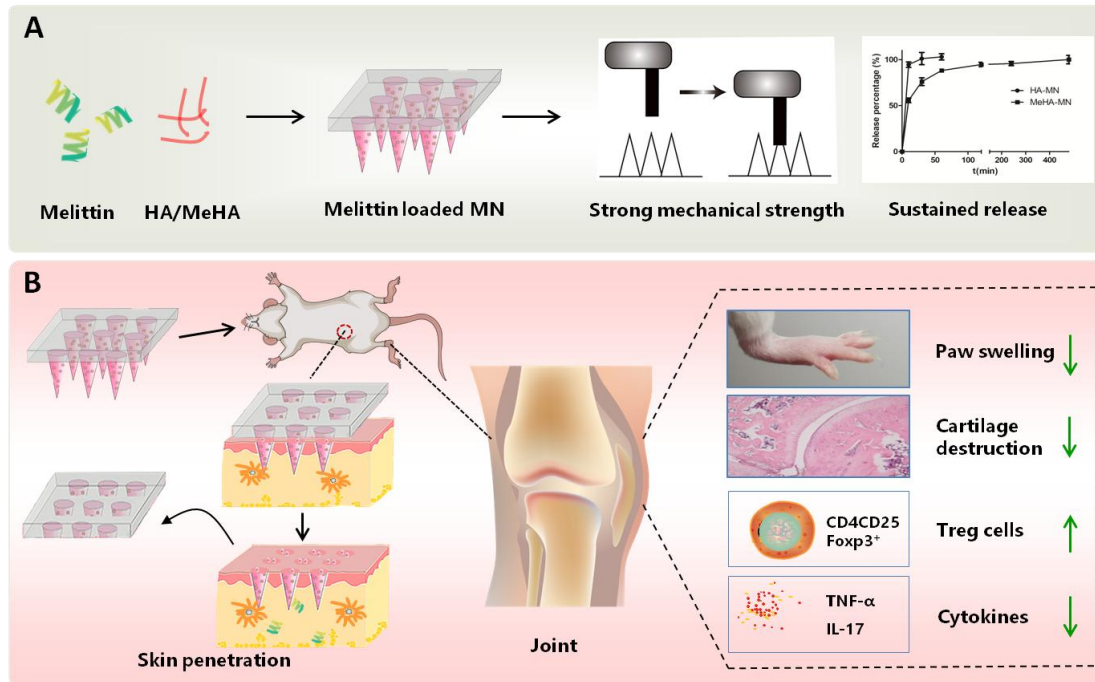 A
Melittin
HA/MeHA
Melittin loaded MN
Strong mechanical strength
Release percentage (%)
100
50
0
HA-MN
MeHA-MN
0
50
100
200
300
400
t(min)
Sustained release
B
Skin penetration
Joint
Paw swelling
Cartilage
destruction
CD4CD25
Foxp3⁺
Treg cells
TNF-α
IL-17
Cytokines